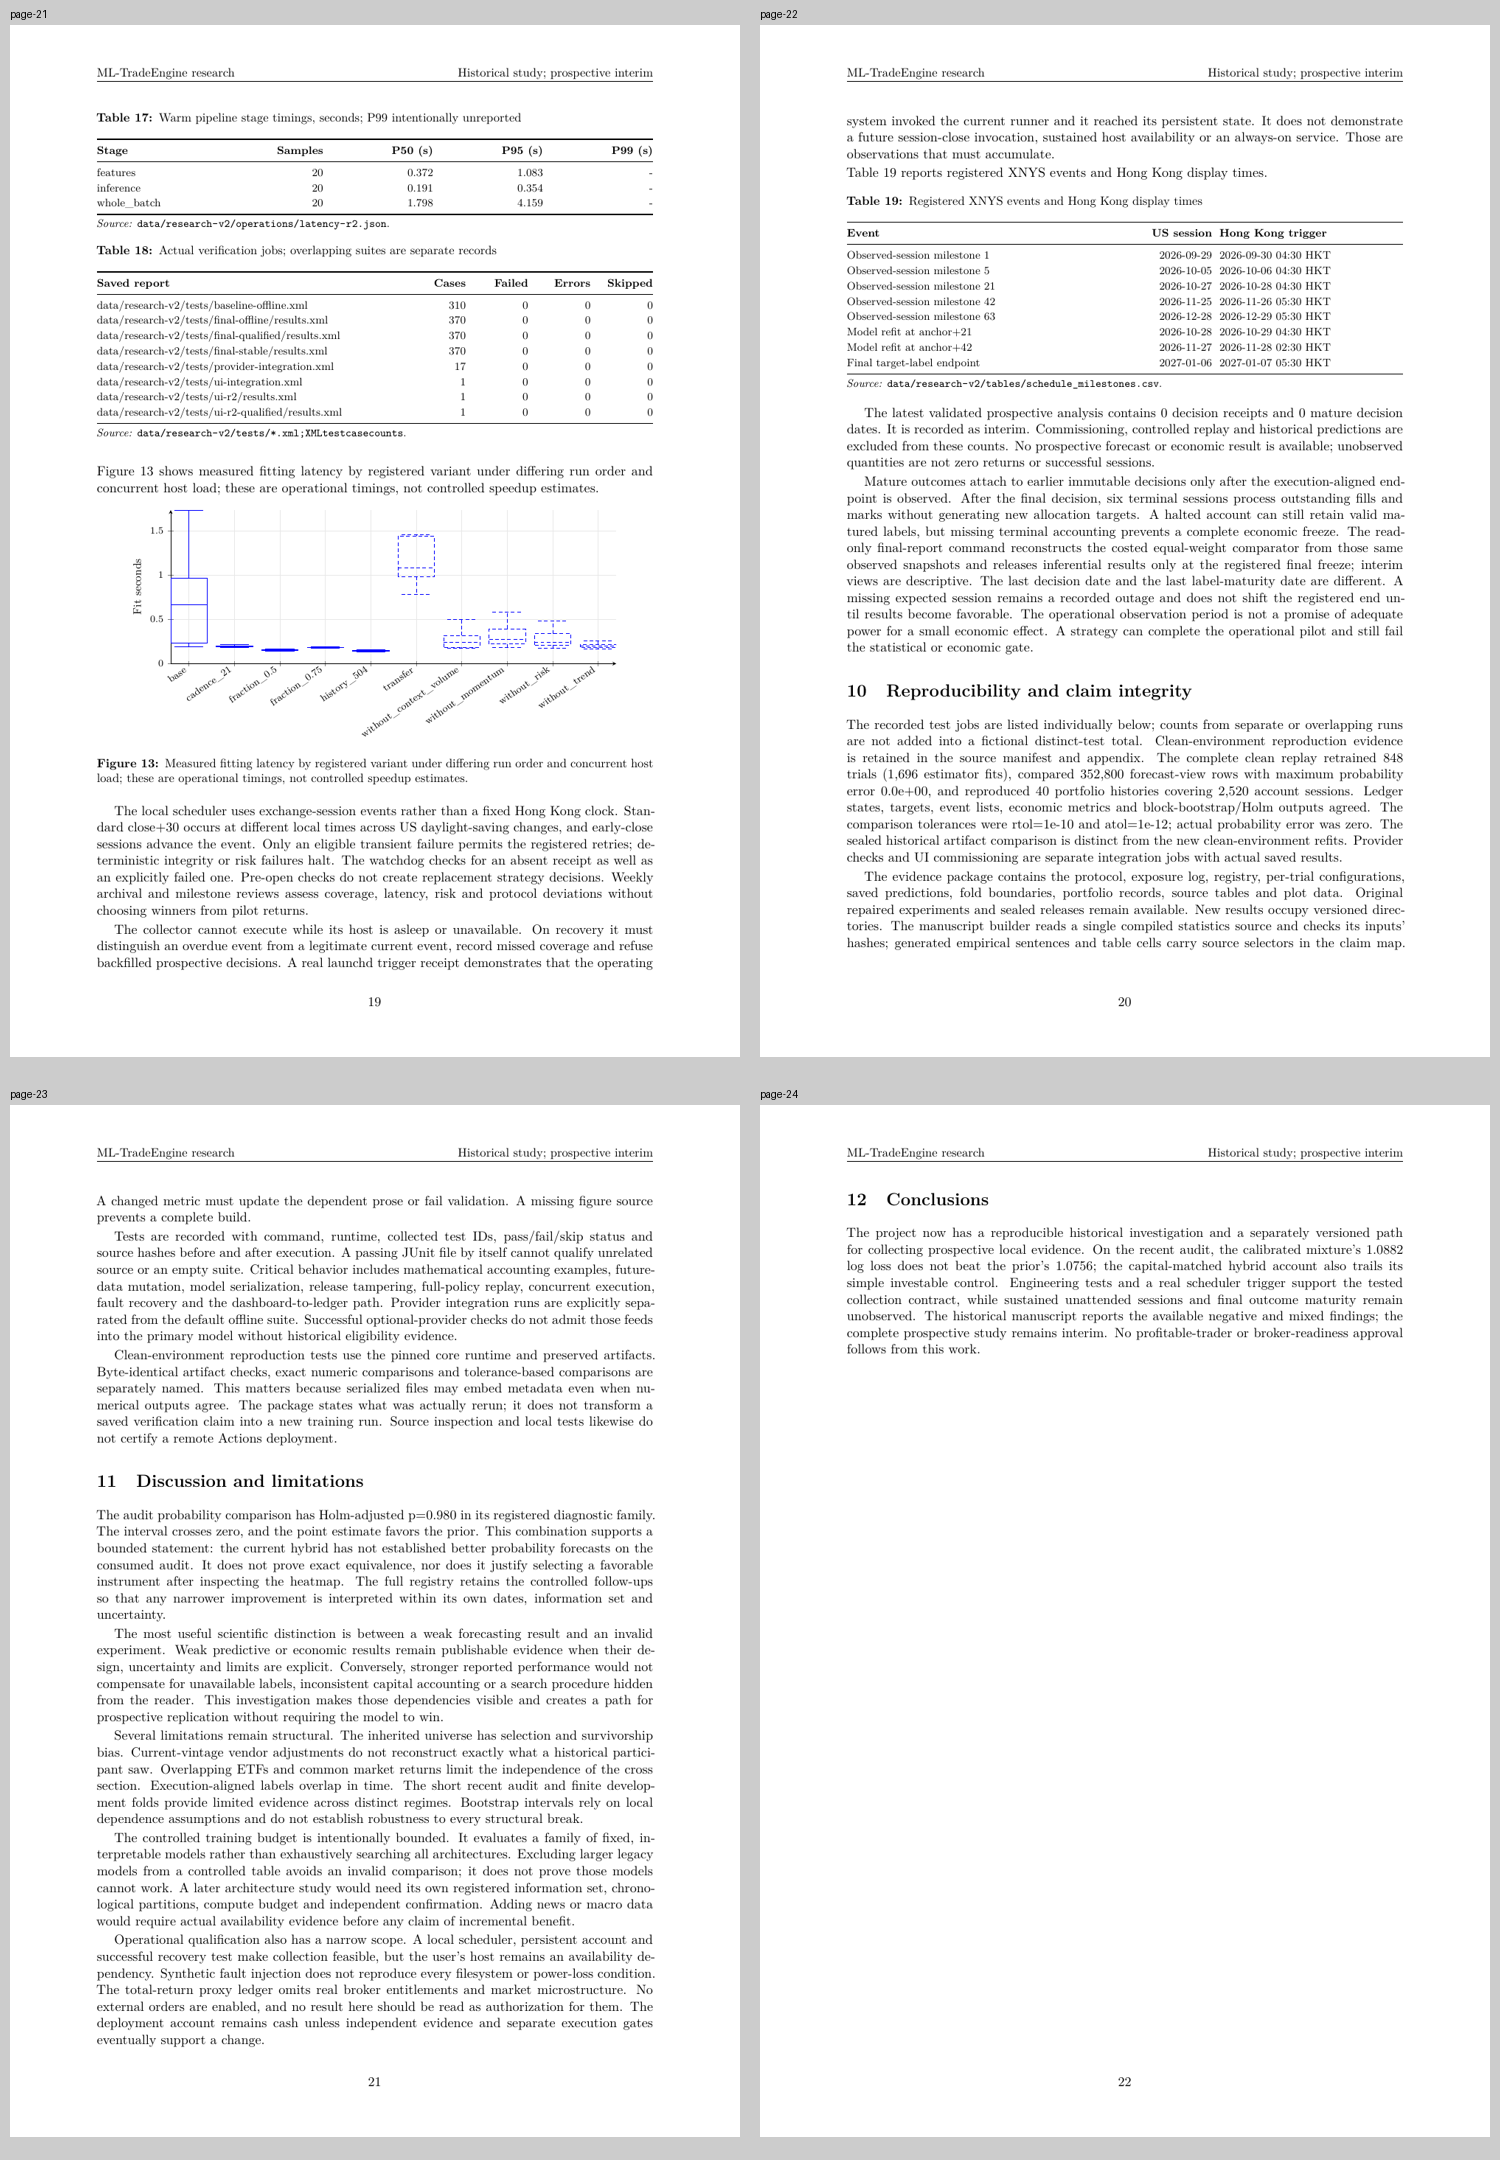 page-21
ML-TradeEngine research Historical study; prospective interim
Table 17: Warm pipeline stage timings, seconds; P99 intentionally unreported
Stage Samples P50 (s) P95 (s) P99 (s)
features 20 0.372 1.083 -
inference 20 0.191 0.354 -
whole_batch 20 1.798 4.159 -
Source: data/research-v2/operations/latency-r2.json.
Table 18: Actual verification jobs; overlapping suites are separate records
Saved report Cases Failed Errors Skipped
data/research-v2/tests/baseline-offline.xml 310 0 0 0
data/research-v2/tests/final-offline/results.xml 370 0 0 0
data/research-v2/tests/final-qualified/results.xml 370 0 0 0
data/research-v2/tests/final-stable/results.xml 370 0 0 0
data/research-v2/tests/provider-integration.xml 17 0 0 0
data/research-v2/tests/ui-integration.xml 1 0 0 0
data/research-v2/tests/ui-r2/results.xml 1 0 0 0
data/research-v2/tests/ui-r2-qualified/results.xml 1 0 0 0
Source: data/research-v2/tests/*.xml;XMLtestcasecounts.
Figure 13 shows measured fitting latency by registered variant under differing run order and
concurrent host load; these are operational timings, not controlled speedup estimates.
1.5
1
0.5
0
Fit seconds
base
cadence_21
fraction_0.5
fraction_0.75
history_504
transfer
without_context_volume
without_momentum
without_risk
without_trend
Figure 13: Measured fitting latency by registered variant under differing run order and concurrent host
load; these are operational timings, not controlled speedup estimates.
The local scheduler uses exchange-session events rather than a fixed Hong Kong clock. Stan-
dard close+30 occurs at different local times across US daylight-saving changes, and early-close
sessions advance the event. Only an eligible transient failure permits the registered retries; de-
terministic integrity or risk failures halt. The watchdog checks for an absent receipt as well as
an explicitly failed one. Pre-open checks do not create replacement strategy decisions. Weekly
archival and milestone reviews assess coverage, latency, risk and protocol deviations without
choosing winners from pilot returns.
The collector cannot execute while its host is asleep or unavailable. On recovery it must
distinguish an overdue event from a legitimate current event, record missed coverage and refuse
backfilled prospective decisions. A real launchd trigger receipt demonstrates that the operating
19
page-22
ML-TradeEngine research Historical study; prospective interim
system invoked the current runner and it reached its persistent state. It does not demonstrate
a future session-close invocation, sustained host availability or an always-on service. Those are
observations that must accumulate.
Table 19 reports registered XNYS events and Hong Kong display times.
Table 19: Registered XNYS events and Hong Kong display times
Event US session Hong Kong trigger
Observed-session milestone 1 2026-09-29 2026-09-30 04:30 HKT
Observed-session milestone 5 2026-10-05 2026-10-06 04:30 HKT
Observed-session milestone 21 2026-10-27 2026-10-28 04:30 HKT
Observed-session milestone 42 2026-11-25 2026-11-26 05:30 HKT
Observed-session milestone 63 2026-12-28 2026-12-29 05:30 HKT
Model refit at anchor+21 2026-10-28 2026-10-29 04:30 HKT
Model refit at anchor+42 2026-11-27 2026-11-28 02:30 HKT
Final target-label endpoint 2027-01-06 2027-01-07 05:30 HKT
Source: data/research-v2/tables/schedule_milestones.csv.
The latest validated prospective analysis contains 0 decision receipts and 0 mature decision
dates. It is recorded as interim. Commissioning, controlled replay and historical predictions are
excluded from these counts. No prospective forecast or economic result is available; unobserved
quantities are not zero returns or successful sessions.
Mature outcomes attach to earlier immutable decisions only after the execution-aligned end-
point is observed. After the final decision, six terminal sessions process outstanding fills and
marks without generating new allocation targets. A halted account can still retain valid ma-
tured labels, but missing terminal accounting prevents a complete economic freeze. The read-
only final-report command reconstructs the costed equal-weight comparator from those same
observed snapshots and releases inferential results only at the registered final freeze; interim
views are descriptive. The last decision date and the last label-maturity date are different. A
missing expected session remains a recorded outage and does not shift the registered end un-
til results become favorable. The operational observation period is not a promise of adequate
power for a small economic effect. A strategy can complete the operational pilot and still fail
the statistical or economic gate.
10 Reproducibility and claim integrity
The recorded test jobs are listed individually below; counts from separate or overlapping runs
are not added into a fictional distinct-test total. Clean-environment reproduction evidence
is retained in the source manifest and appendix. The complete clean replay retrained 848
trials (1,696 estimator fits), compared 352,800 forecast-view rows with maximum probability
error 0.0e+00, and reproduced 40 portfolio histories covering 2,520 account sessions. Ledger
states, targets, event lists, economic metrics and block-bootstrap/Holm outputs agreed. The
comparison tolerances were rtol=1e-10 and atol=1e-12; actual probability error was zero. The
sealed historical artifact comparison is distinct from the new clean-environment refits. Provider
checks and UI commissioning are separate integration jobs with actual saved results.
The evidence package contains the protocol, exposure log, registry, per-trial configurations,
saved predictions, fold boundaries, portfolio records, source tables and plot data. Original
repaired experiments and sealed releases remain available. New results occupy versioned direc-
tories. The manuscript builder reads a single compiled statistics source and checks its inputs'
hashes; generated empirical sentences and table cells carry source selectors in the claim map.
20
page-23
ML-TradeEngine research Historical study; prospective interim
A changed metric must update the dependent prose or fail validation. A missing figure source
prevents a complete build.
Tests are recorded with command, runtime, collected test IDs, pass/fail/skip status and
source hashes before and after execution. A passing JUnit file by itself cannot qualify unrelated
source or an empty suite. Critical behavior includes mathematical accounting examples, future-
data mutation, model serialization, release tampering, full-policy replay, concurrent execution,
fault recovery and the dashboard-to-ledger path. Provider integration runs are explicitly sepa-
rated from the default offline suite. Successful optional-provider checks do not admit those feeds
into the primary model without historical eligibility evidence.
Clean-environment reproduction tests use the pinned core runtime and preserved artifacts.
Byte-identical artifact checks, exact numeric comparisons and tolerance-based comparisons are
separately named. This matters because serialized files may embed metadata even when nu-
merical outputs agree. The package states what was actually rerun; it does not transform a
saved verification claim into a new training run. Source inspection and local tests likewise do
not certify a remote Actions deployment.
11 Discussion and limitations
The audit probability comparison has Holm-adjusted p=0.980 in its registered diagnostic family.
The interval crosses zero, and the point estimate favors the prior. This combination supports a
bounded statement: the current hybrid has not established better probability forecasts on the
consumed audit. It does not prove exact equivalence, nor does it justify selecting a favorable
instrument after inspecting the heatmap. The full registry retains the controlled follow-ups
so that any narrower improvement is interpreted within its own dates, information set and
uncertainty.
The most useful scientific distinction is between a weak forecasting result and an invalid
experiment. Weak predictive or economic results remain publishable evidence when their de-
sign, uncertainty and limits are explicit. Conversely, stronger reported performance would not
compensate for unavailable labels, inconsistent capital accounting or a search procedure hidden
from the reader. This investigation makes those dependencies visible and creates a path for
prospective replication without requiring the model to win.
Several limitations remain structural. The inherited universe has selection and survivorship
bias. Current-vintage vendor adjustments do not reconstruct exactly what a historical partici-
pant saw. Overlapping ETFs and common market returns limit the independence of the cross
section. Execution-aligned labels overlap in time. The short recent audit and finite develop-
ment folds provide limited evidence across distinct regimes. Bootstrap intervals rely on local
dependence assumptions and do not establish robustness to every structural break.
The controlled training budget is intentionally bounded. It evaluates a family of fixed, in-
terpretable models rather than exhaustively searching all architectures. Excluding larger legacy
models from a controlled table avoids an invalid comparison; it does not prove those models
cannot work. A later architecture study would need its own registered information set, chrono-
logical partitions, compute budget and independent confirmation. Adding news or macro data
would require actual availability evidence before any claim of incremental benefit.
Operational qualification also has a narrow scope. A local scheduler, persistent account and
successful recovery test make collection feasible, but the user's host remains an availability de-
pendency. Synthetic fault injection does not reproduce every filesystem or power-loss condition.
The total-return proxy ledger omits real broker entitlements and market microstructure. No
external orders are enabled, and no result here should be read as authorization for them. The
deployment account remains cash unless independent evidence and separate execution gates
eventually support a change.
21
page-24
ML-TradeEngine research Historical study; prospective interim
12 Conclusions
The project now has a reproducible historical investigation and a separately versioned path
for collecting prospective local evidence. On the recent audit, the calibrated mixture's 1.0882
log loss does not beat the prior's 1.0756; the capital-matched hybrid account also trails its
simple investable control. Engineering tests and a real scheduler trigger support the tested
collection contract, while sustained unattended sessions and final outcome maturity remain
unobserved. The historical manuscript reports the available negative and mixed findings; the
complete prospective study remains interim. No profitable-trader or broker-readiness approval
follows from this work.
22